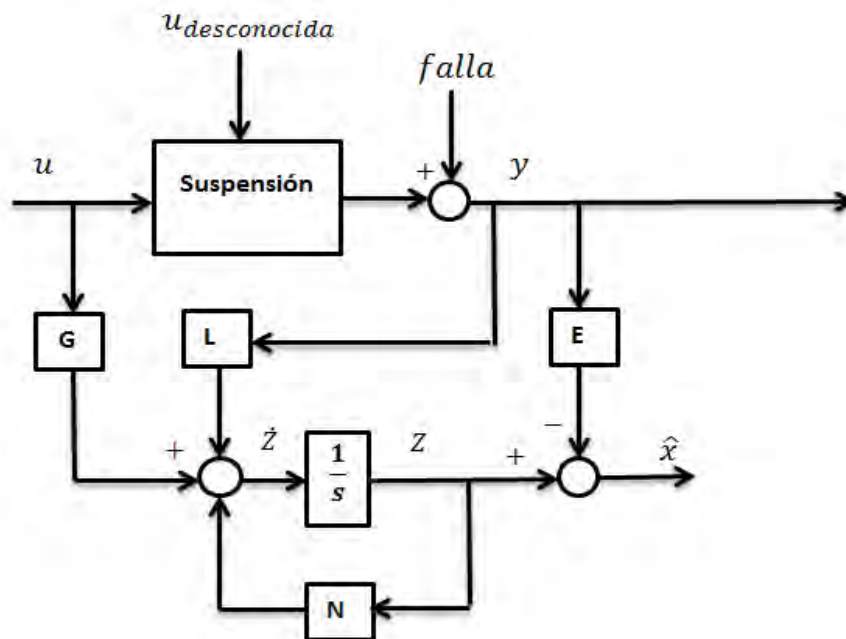 u_desconocida
falla
u
Suspensión
+
y
G
L
E
+
Ż
1/s
Z
+
−
x̂
N